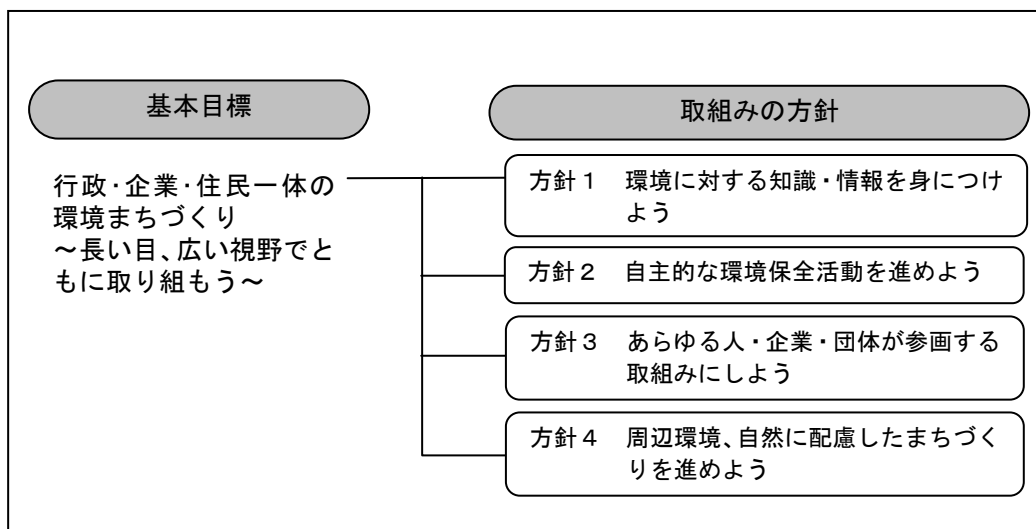 基本目標
行政・企業・住民一体の
環境まちづくり
～長い目、広い視野でと
もに取り組もう～
取組みの方針
方針１　環境に対する知識・情報を身につけ
よう
方針２　自主的な環境保全活動を進めよう
方針３　あらゆる人・企業・団体が参画する
取組みにしよう
方針４　周辺環境、自然に配慮したまちづく
りを進めよう